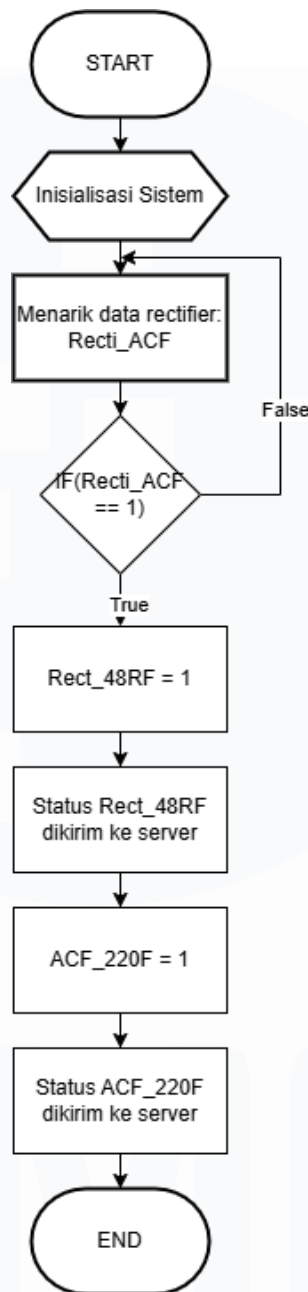 START
Inisialisasi Sistem
Menarik data rectifier:
Recti_ACF
False
IF(Recti_ACF
== 1)
True
Rect_48RF = 1
Status Rect_48RF
dikirim ke server
ACF_220F = 1
Status ACF_220F
dikirim ke server
END